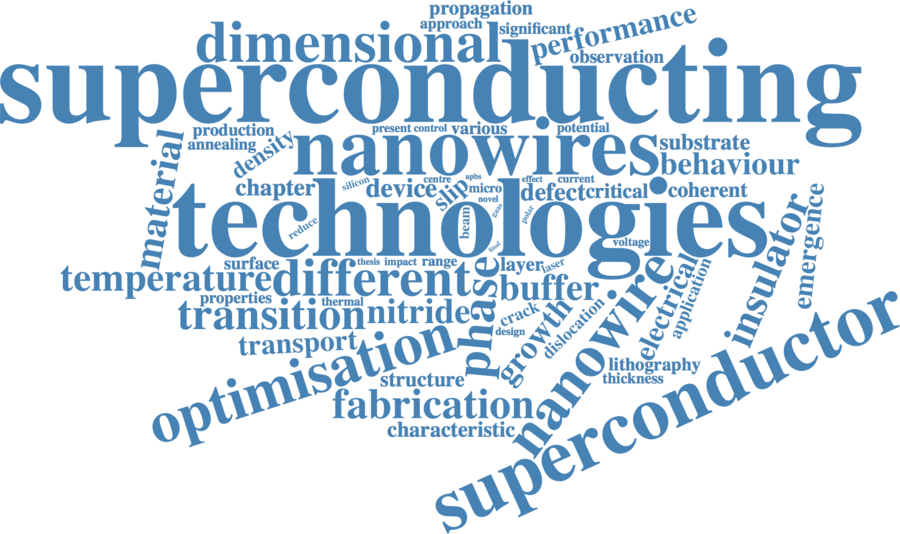 propagation
approach significant
dimensional performance
observation
superconducting
production present control various potential
annealing density nanowires substrate
material behaviour
chapter silicon device centre apbs effect current
slip micro defect critical coherent
novel
technologies
reduce beam gaas polar
final voltage
insulator emergence
surface thesis impact range layer laser
temperature different phase buffer
properties thermal crack
transition nitride design growth dislocation
nanowire electrical application
transport
optimisation
structure lithography
thickness
fabrication
characteristic
superconductor